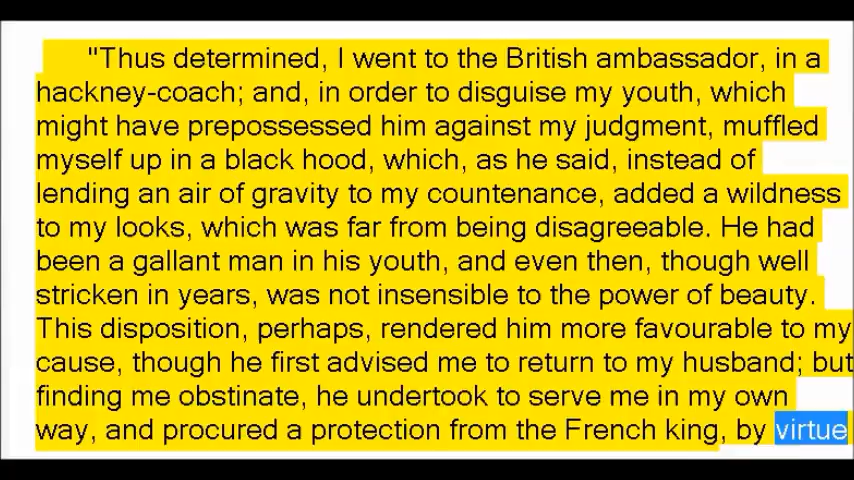 "Thus determined, I went to the British ambassador, in a
hackney-coach; and, in order to disguise my youth, which
might have prepossessed him against my judgment, muffled
myself up in a black hood, which, as he said, instead of
lending an air of gravity to my countenance, added a wildness
to my looks, which was far from being disagreeable. He had
been a gallant man in his youth, and even then, though well
stricken in years, was not insensible to the power of beauty.
This disposition, perhaps, rendered him more favourable to my
cause, though he first advised me to return to my husband; but
finding me obstinate, he undertook to serve me in my own
way, and procured a protection from the French king, by virtue